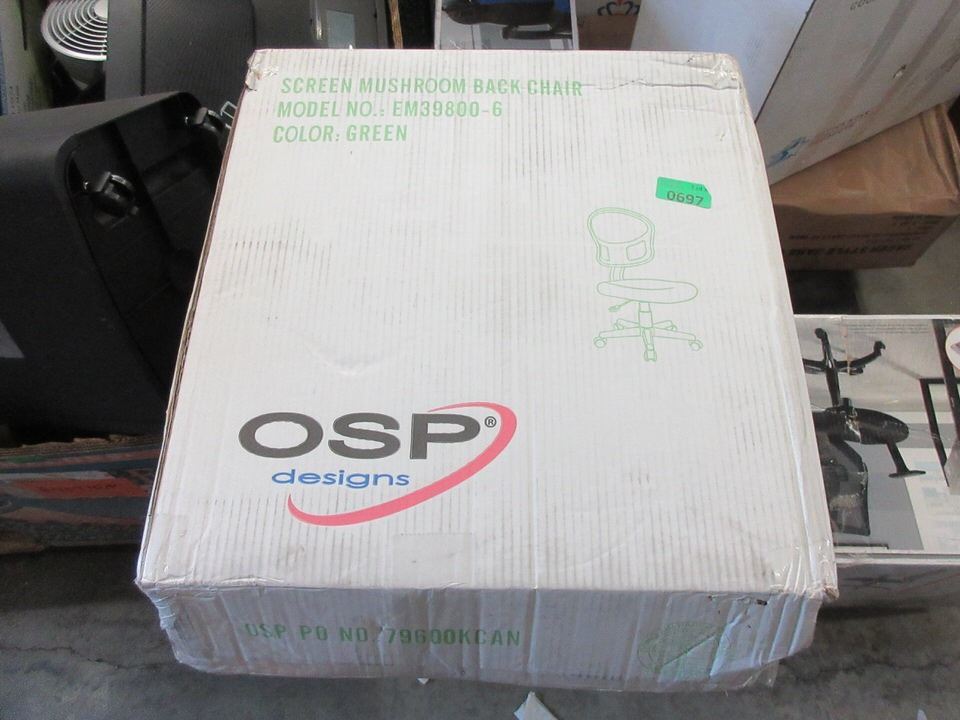 SCREEN MUSHROOM BACK CHAIR
MODEL NO.: EM39800-6
COLOR: GREEN
0697
OSP®
designs
OSP PO NO. 79600KCAN